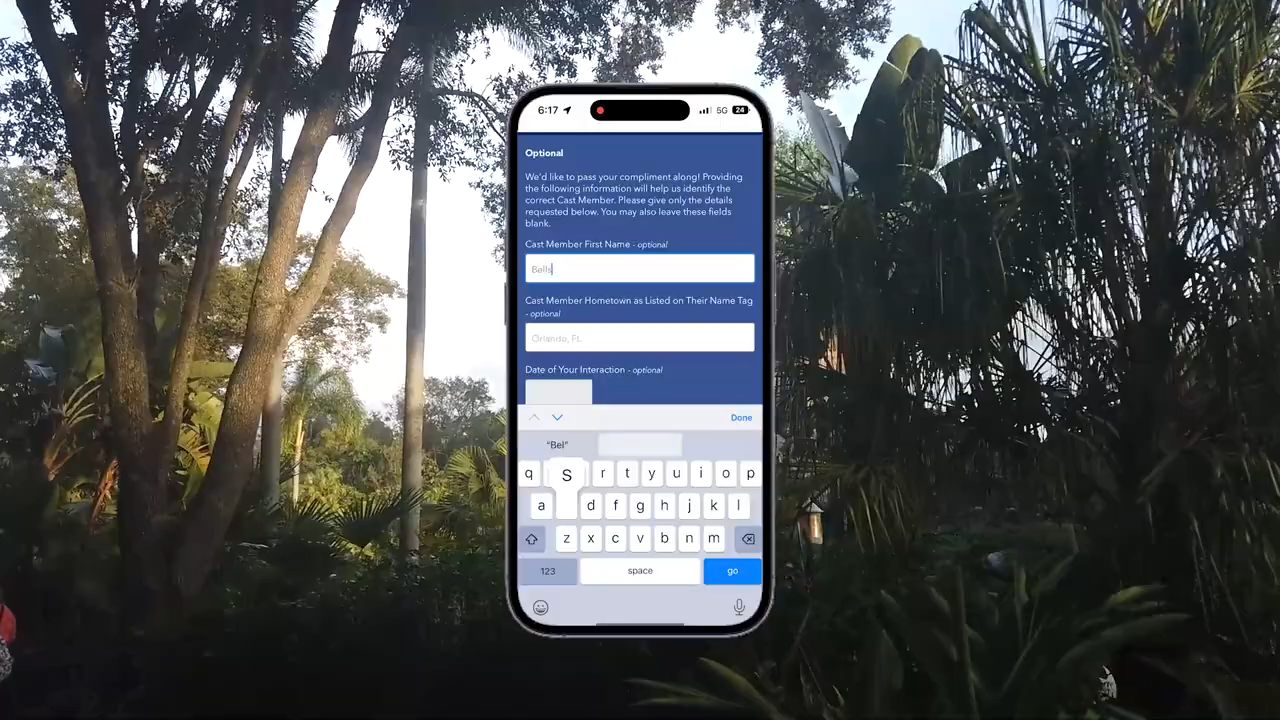 6:17
5G
24
Optional
We'd like to pass your compliment along! Providing
the following information will help us identify the
correct Cast Member. Please give only the details
requested below. You may also leave these fields
blank.
Cast Member First Name - optional
Cast Member Hometown as Listed on Their Name Tag
- optional
Orlando, FL
Date of Your Interaction - optional
Done
"Bel"
q S r t y u i o p
a d f g h j k l
z x c v b n m
123 space go